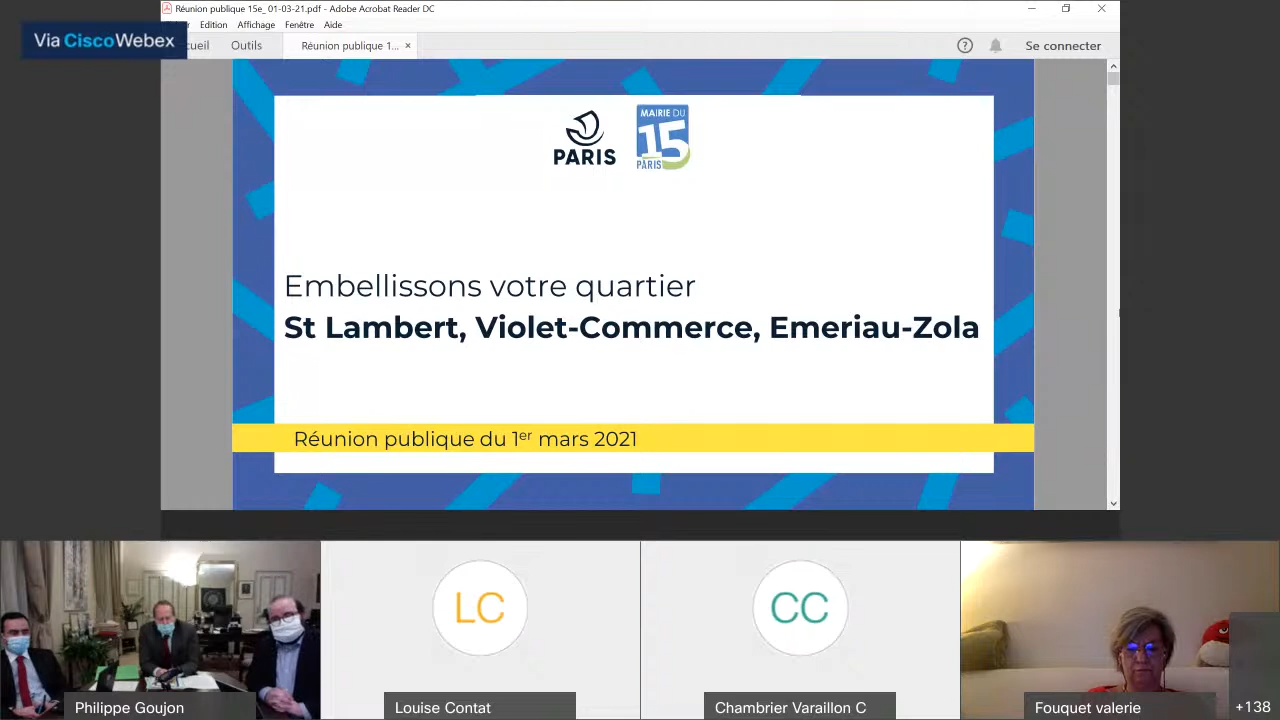 Réunion publique 15e_ 01-03-21.pdf - Adobe Acrobat Reader DC
Edition Affichage Fenêtre Aide
Via CiscoWebex
Outils
Réunion publique 1... ×
?
Se connecter
PARIS
MAIRIE DU
15
PARIS
Embellissons votre quartier
St Lambert, Violet-Commerce, Emeriau-Zola
Réunion publique du 1er mars 2021
LC
CC
Philippe Goujon
Louise Contat
Chambrier Varaillon C
Fouquet valerie
+138